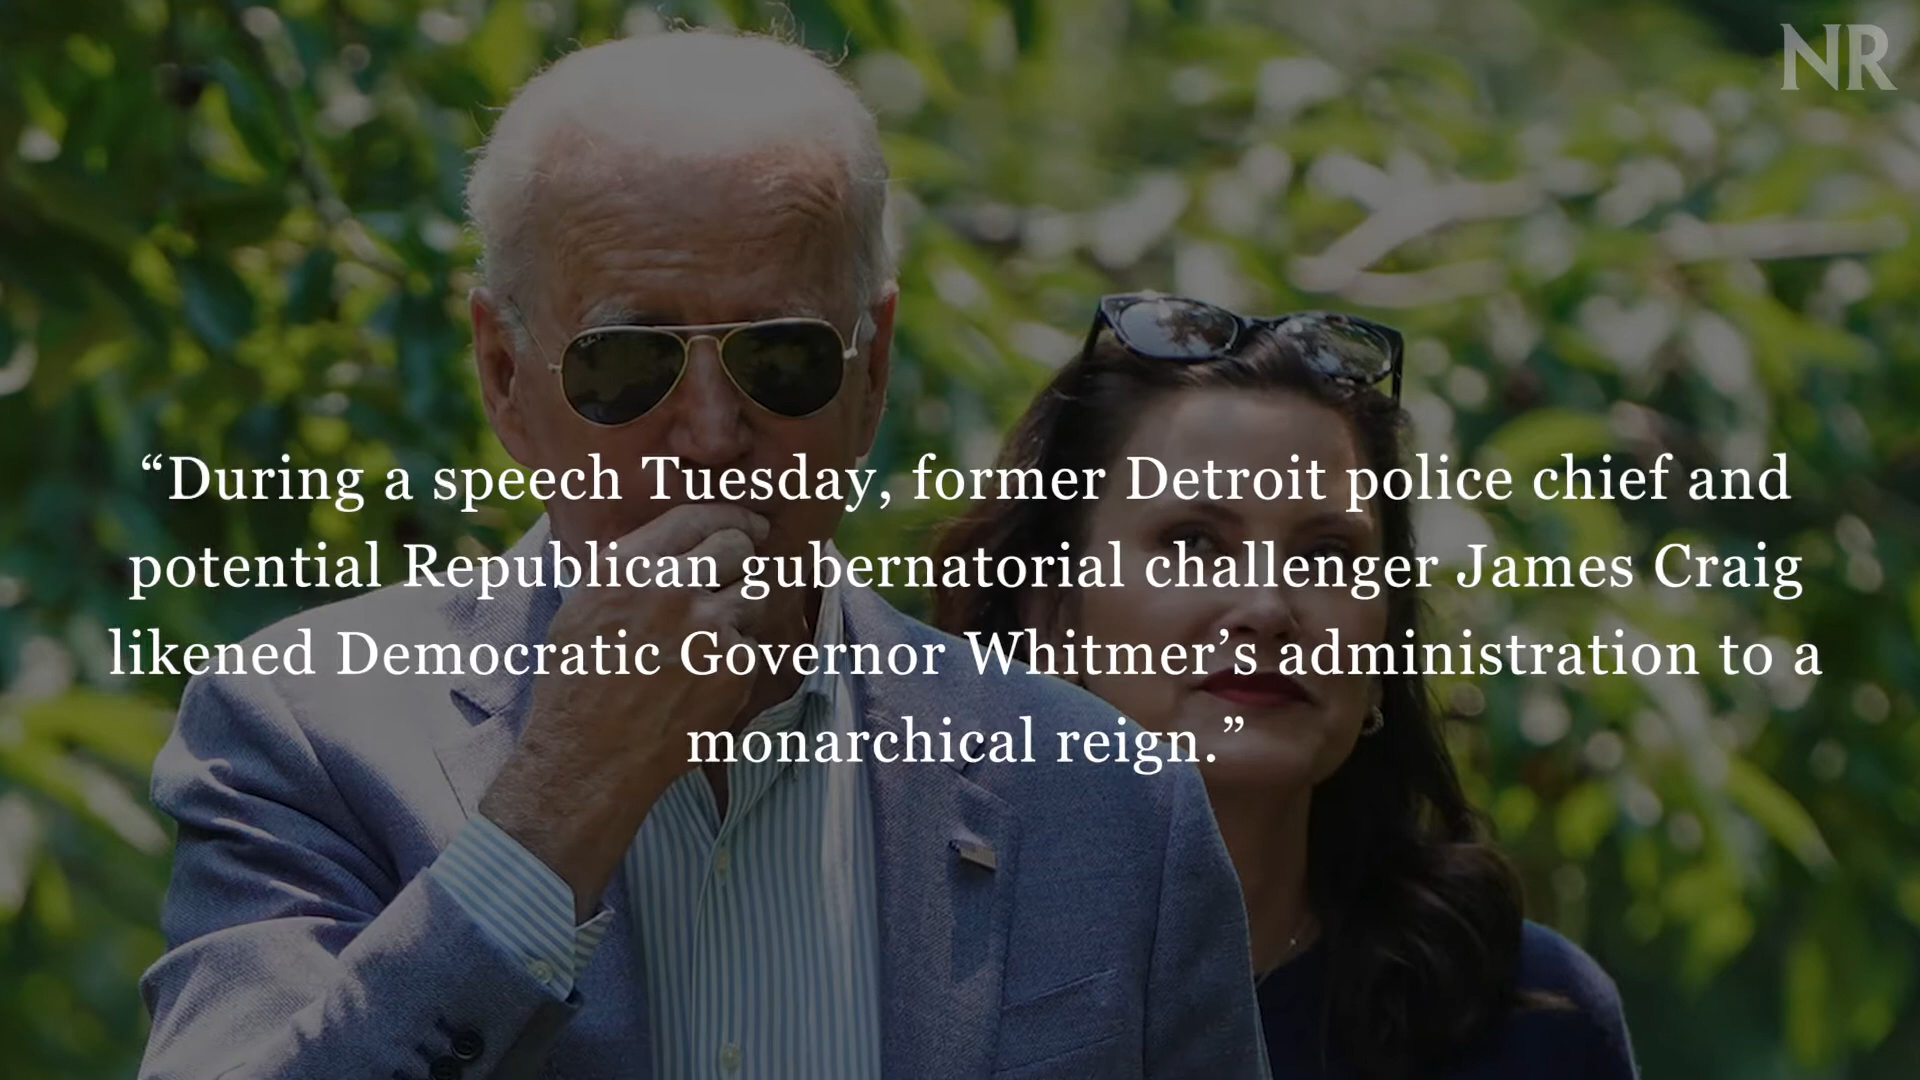 NR
“During a speech Tuesday, former Detroit police chief and
potential Republican gubernatorial challenger James Craig
likened Democratic Governor Whitmer’s administration to a
monarchical reign.”